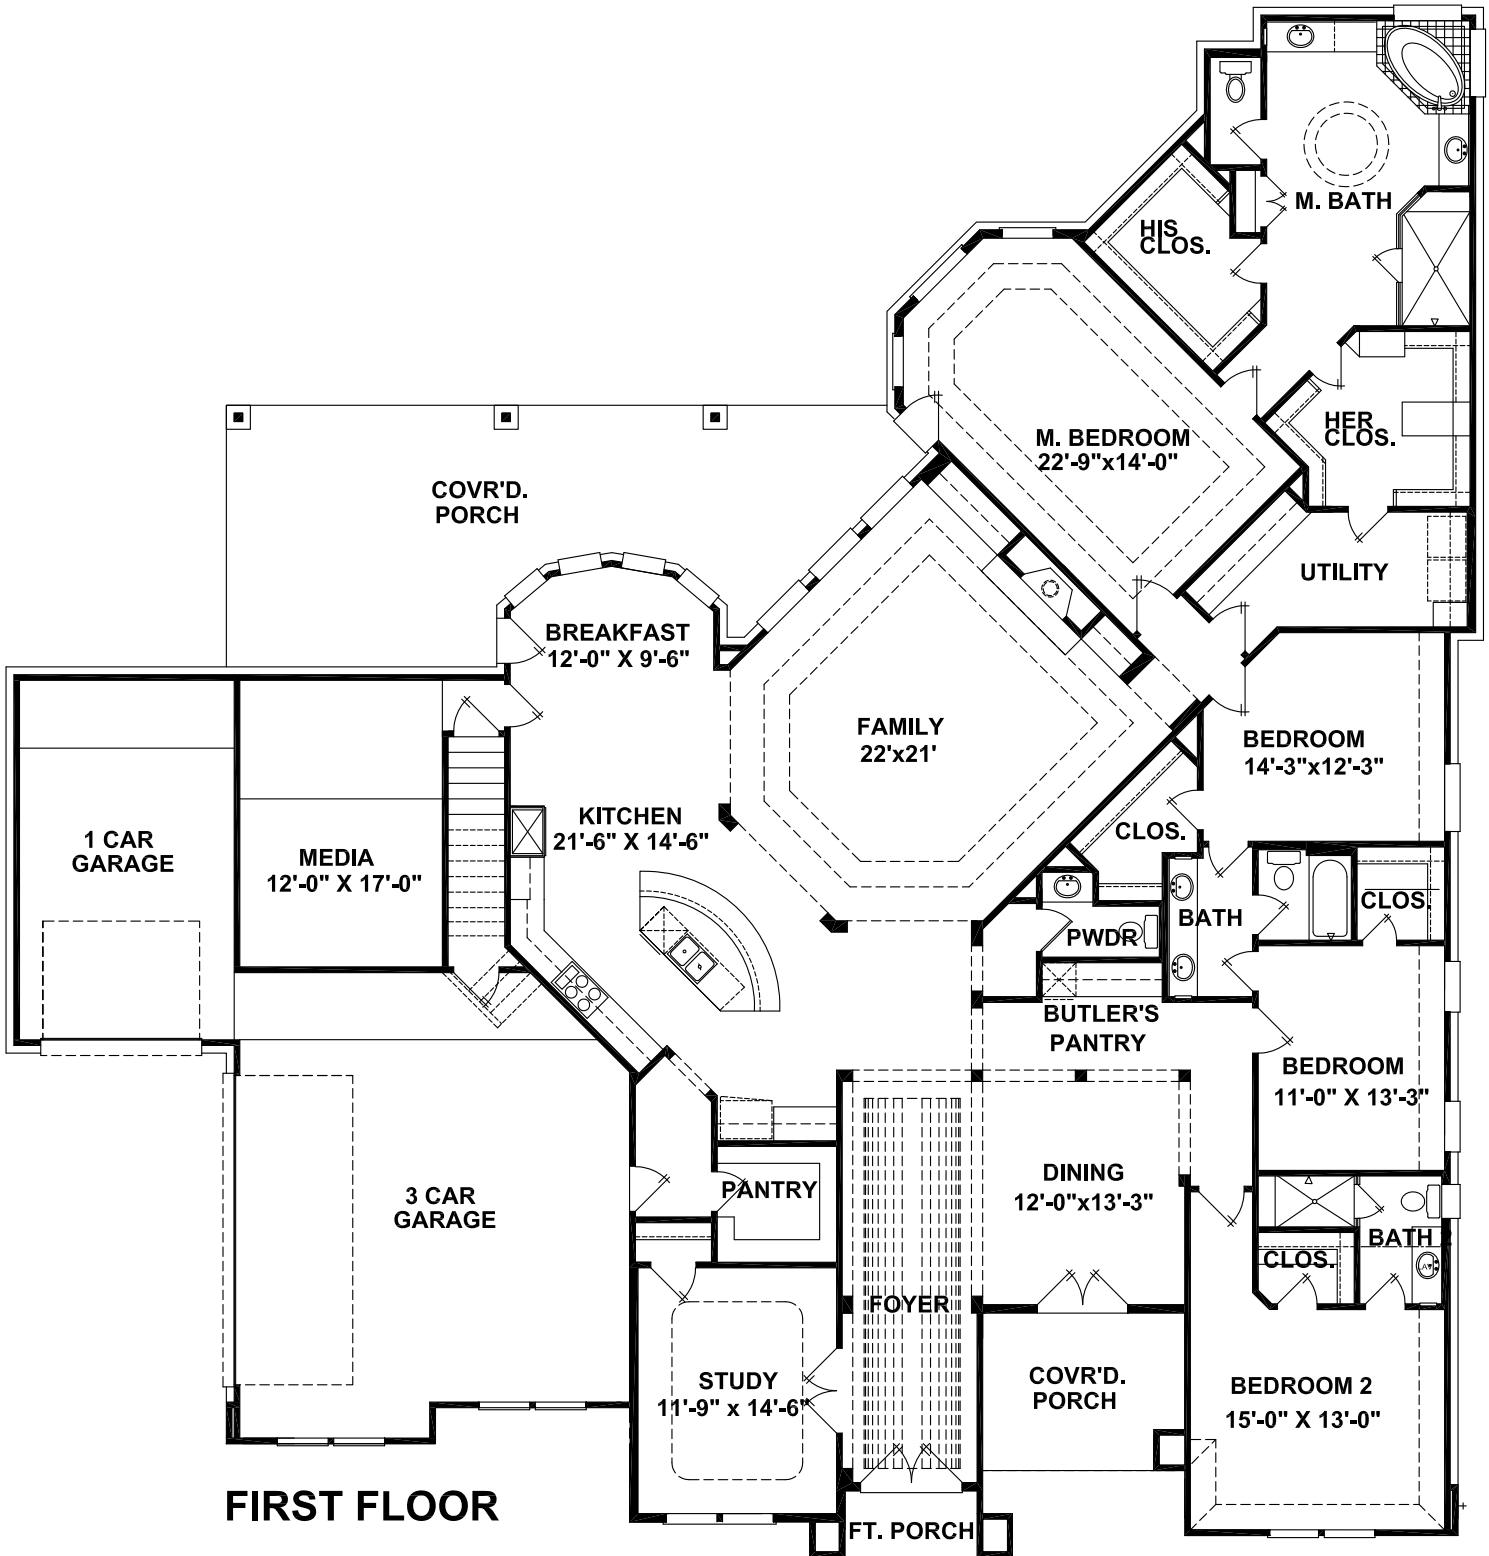 M. BATH
HIS
CLOS.
HER
CLOS.
M. BEDROOM
22'-9"x14'-0"
COVR'D.
PORCH
UTILITY
BREAKFAST
12'-0" X 9'-6"
FAMILY
22'x21'
BEDROOM
14'-3"x12'-3"
KITCHEN
21'-6" X 14'-6"
CLOS.
1 CAR
GARAGE
MEDIA
12'-0" X 17'-0"
CLOS.
BATH
PWDR
BUTLER'S
PANTRY
BEDROOM
11'-0" X 13'-3"
DINING
12'-0"x13'-3"
PANTRY
3 CAR
GARAGE
BATH 2
CLOS.
FOYER
STUDY
11'-9" x 14'-6"
COVR'D.
PORCH
BEDROOM 2
15'-0" X 13'-0"
FIRST FLOOR
FT. PORCH